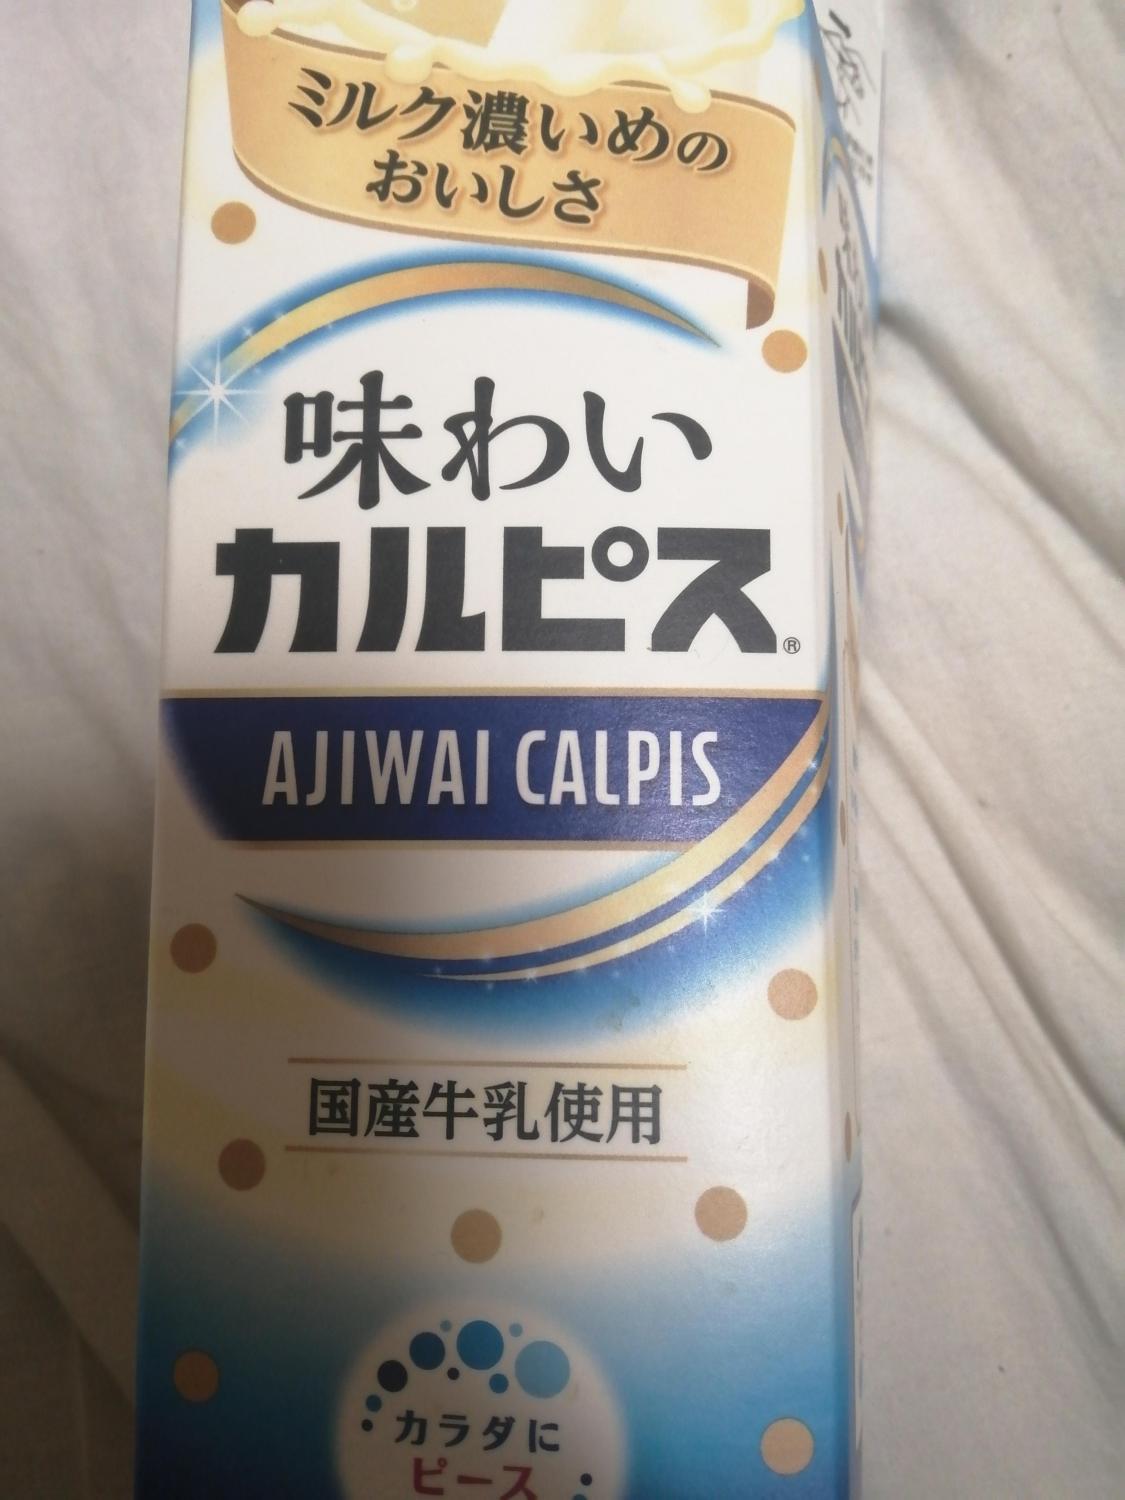 ミルク濃いめの
おいしさ
味わい
カルピス®
AJIWAI CALPIS
国産牛乳使用
カラダに
ピース